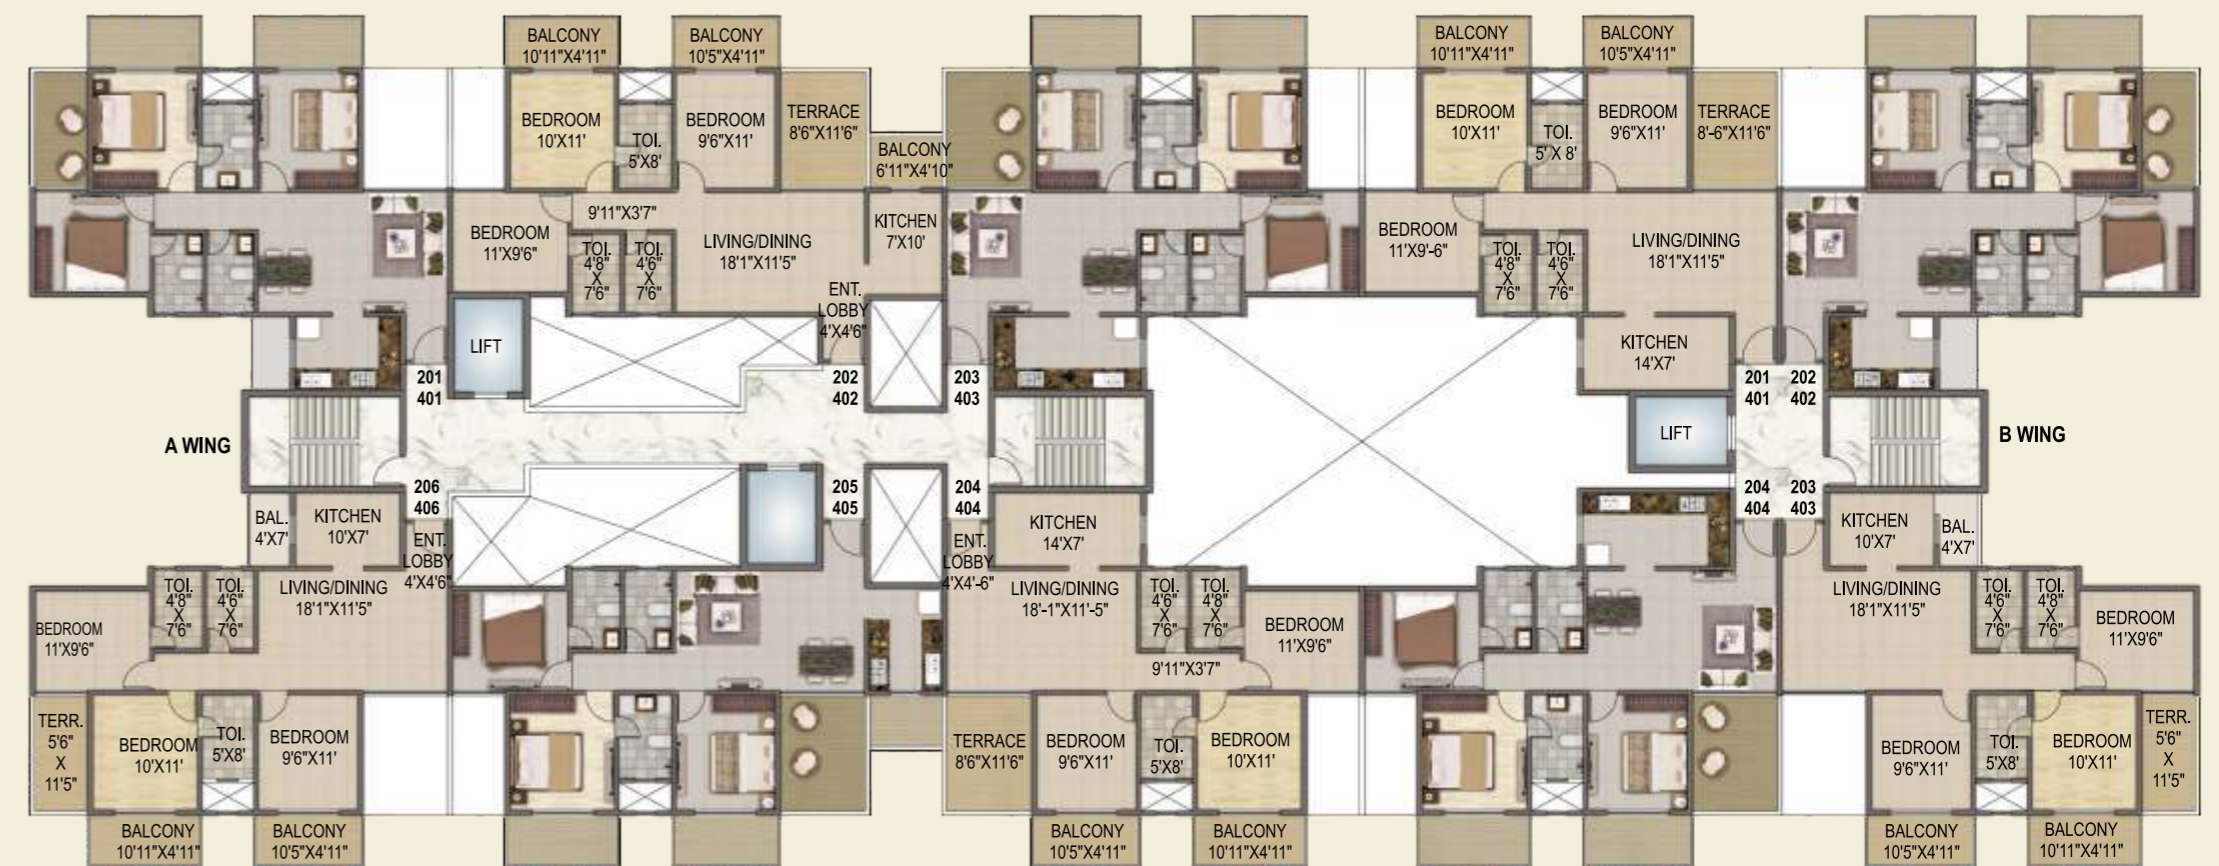 BALCONY
10'11"X4'11"
BALCONY
10'5"X4'11"
BALCONY
10'11"X4'11"
BALCONY
10'5"X4'11"
BEDROOM
10'X11'
TOI.
5'X8'
BEDROOM
9'6"X11'
TERRACE
8'6"X11'6"
BALCONY
6'11"X4'10"
BEDROOM
10'X11'
TOI.
5' X 8'
BEDROOM
9'6"X11'
TERRACE
8'-6"X11'6"
BEDROOM
11'X9'6"
9'11"X3'7"
TOI.
4'8"
X
7'6"
TOI.
4'6"
X
7'6"
LIVING/DINING
18'1"X11'5"
KITCHEN
7'X10'
ENT.
LOBBY
4'X4'6"
BEDROOM
11'X9'-6"
TOI.
4'8"
X
7'6"
TOI.
4'6"
X
7'6"
LIVING/DINING
18'1"X11'5"
KITCHEN
14'X7'
LIFT
201
401
202
402
203
403
201
401
202
402
A WING
LIFT
B WING
206
406
205
405
204
404
204
404
203
403
BAL.
4'X7'
KITCHEN
10'X7'
ENT.
LOBBY
4'X4'6"
ENT.
LOBBY
4'X4'-6"
KITCHEN
14'X7'
KITCHEN
10'X7'
BAL.
4'X7'
BEDROOM
11'X9'6"
TOI.
4'8"
X
7'6"
TOI.
4'6"
X
7'6"
LIVING/DINING
18'1"X11'5"
LIVING/DINING
18'-1"X11'-5"
TOI.
4'6"
X
7'6"
TOI.
4'8"
X
7'6"
9'11"X3'7"
BEDROOM
11'X9'6"
LIVING/DINING
18'1"X11'5"
TOI.
4'6"
X
7'6"
TOI.
4'8"
X
7'6"
BEDROOM
11'X9'6"
TERR.
5'6"
X
11'5"
BEDROOM
10'X11'
TOI.
5'X8'
BEDROOM
9'6"X11'
TERRACE
8'6"X11'6"
BEDROOM
9'6"X11'
TOI.
5'X8'
BEDROOM
10'X11'
BEDROOM
9'6"X11'
TOI.
5'X8'
BEDROOM
10'X11'
TERR.
5'6"
X
11'5"
BALCONY
10'11"X4'11"
BALCONY
10'5"X4'11"
BALCONY
10'5"X4'11"
BALCONY
10'11"X4'11"
BALCONY
10'5"X4'11"
BALCONY
10'11"X4'11"